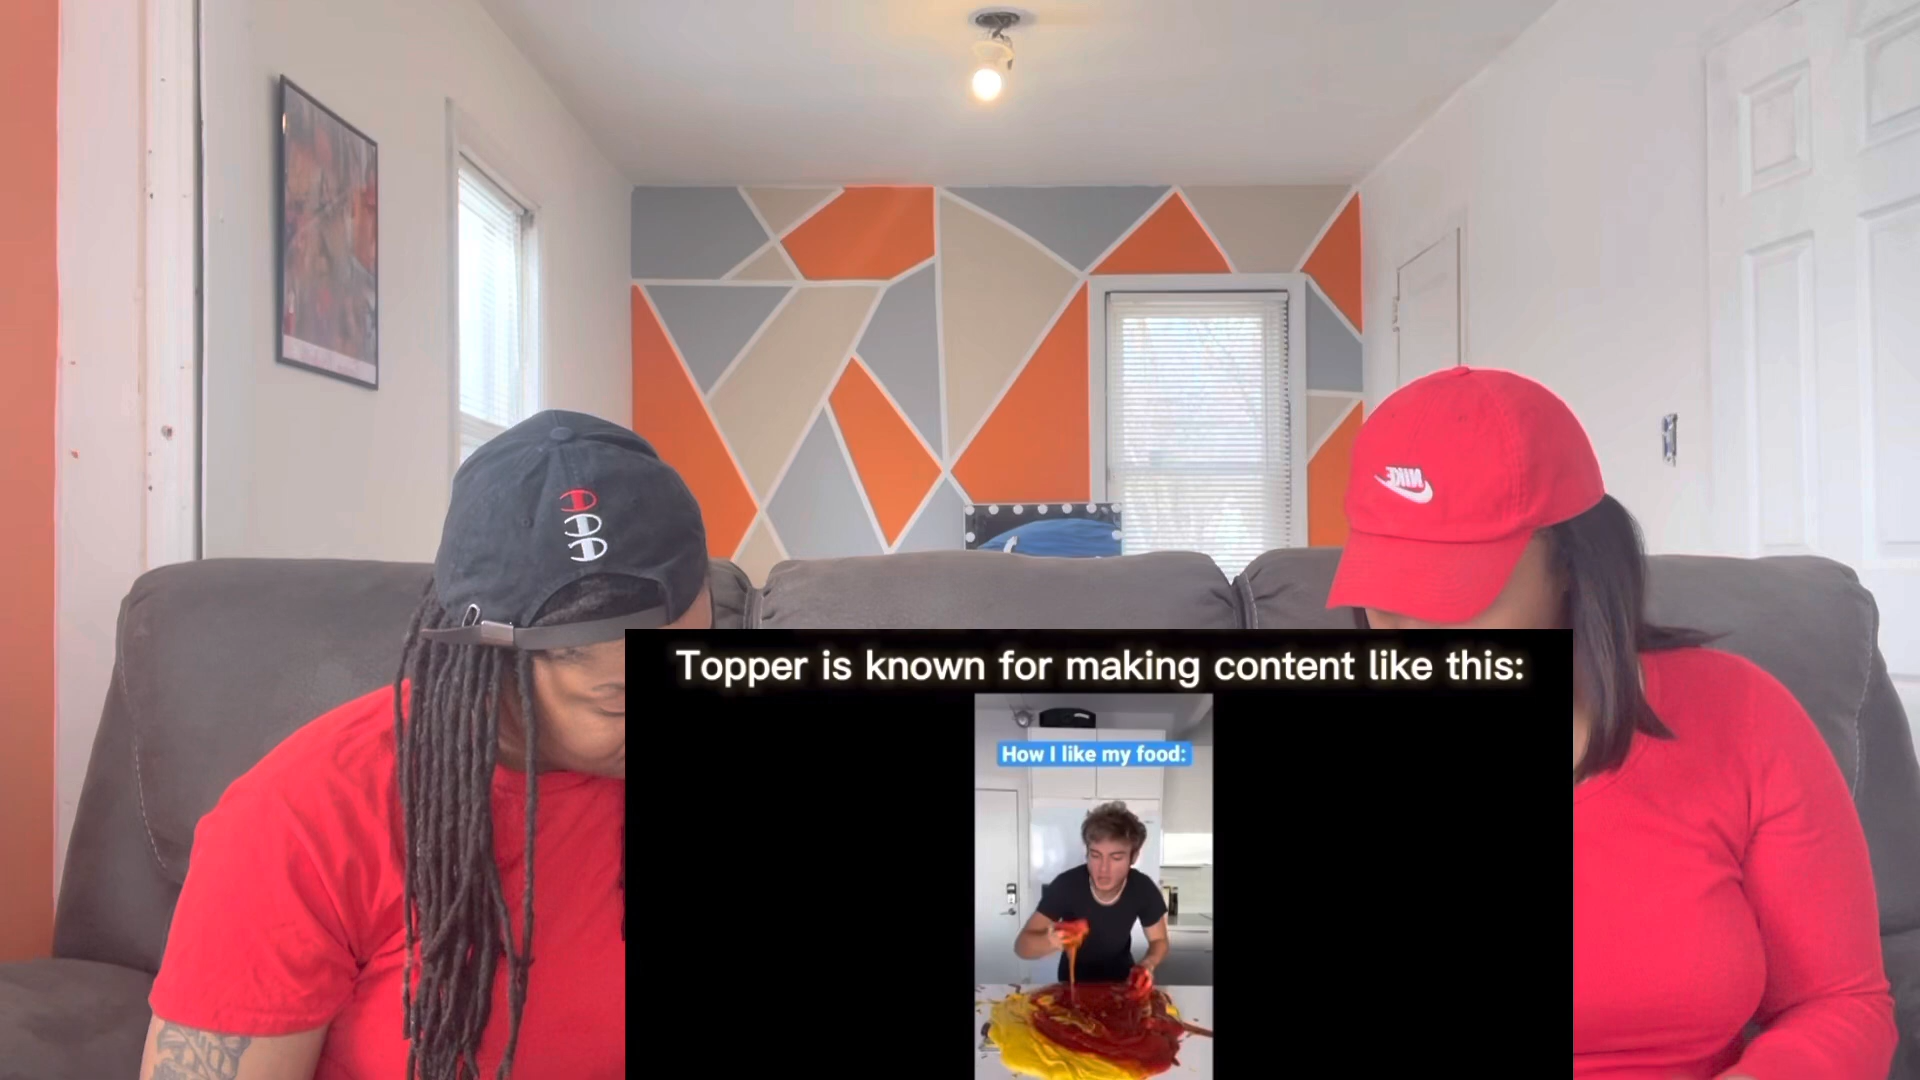 NIKE
Topper is known for making content like this:
How I like my food: